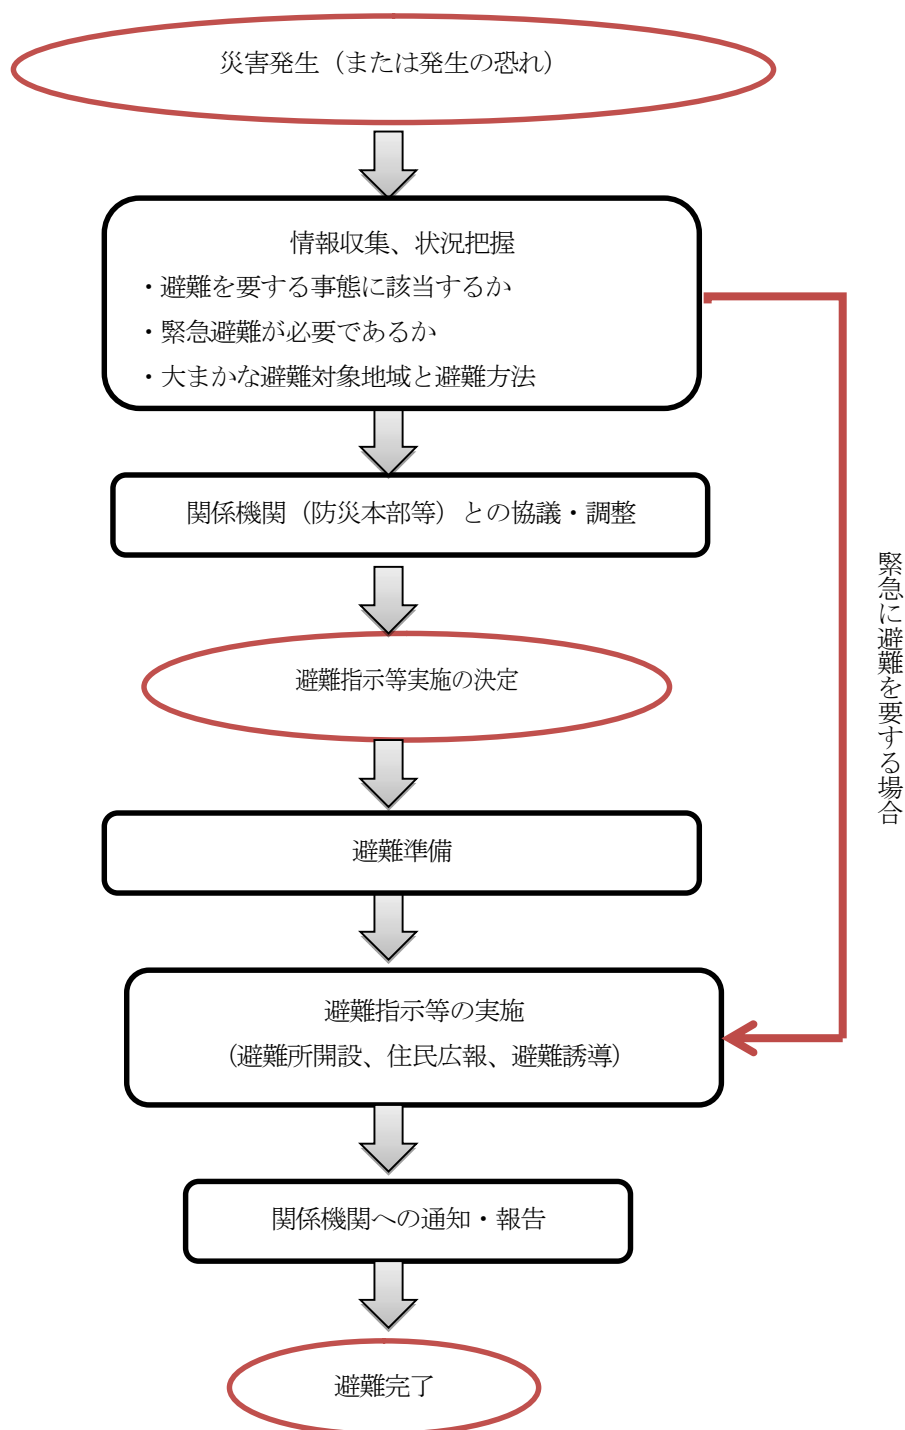 災害発生（または発生の恐れ）
情報収集、状況把握
・避難を要する事態に該当するか
・緊急避難が必要であるか
・大まかな避難対象地域と避難方法
関係機関（防災本部等）との協議・調整
避難指示等実施の決定
緊急に避難を要する場合
避難準備
避難指示等の実施
（避難所開設、住民広報、避難誘導）
関係機関への通知・報告
避難完了